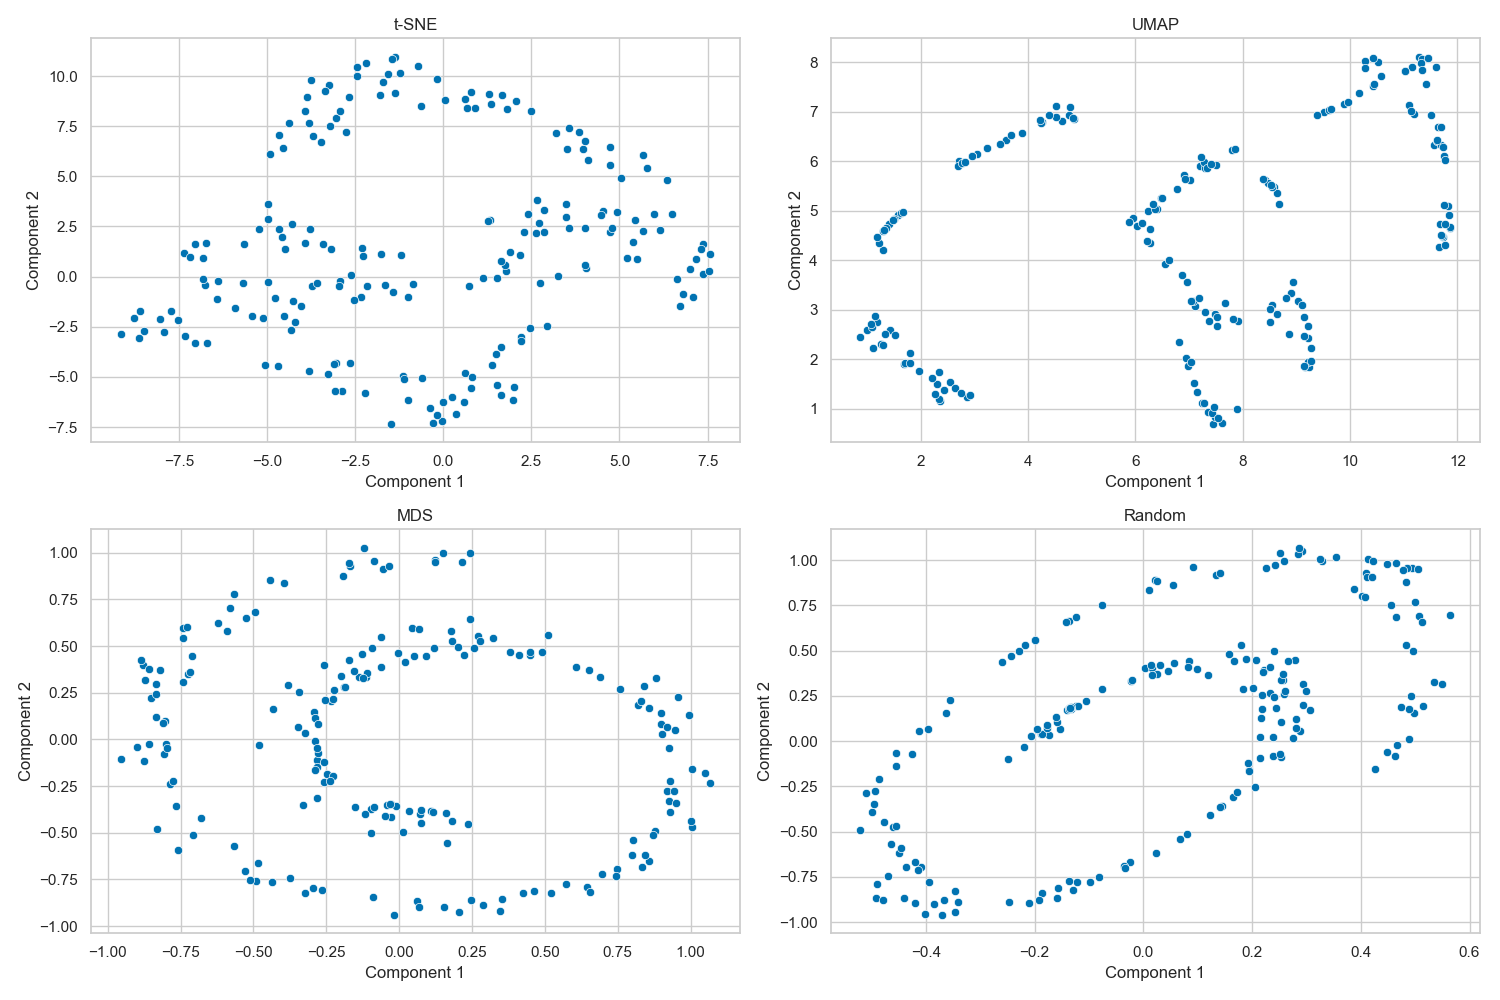 t-SNE
10.0
7.5
5.0
2.5
0.0
−2.5
−5.0
−7.5
Component 2
−7.5 −5.0 −2.5 0.0 2.5 5.0 7.5
Component 1
UMAP
8
7
6
5
4
3
2
1
Component 2
2 4 6 8 10 12
Component 1
MDS
1.00
0.75
0.50
0.25
0.00
−0.25
−0.50
−0.75
−1.00
Component 2
−1.00 −0.75 −0.50 −0.25 0.00 0.25 0.50 0.75 1.00
Component 1
Random
1.00
0.75
0.50
0.25
0.00
−0.25
−0.50
−0.75
−1.00
Component 2
−0.4 −0.2 0.0 0.2 0.4 0.6
Component 1